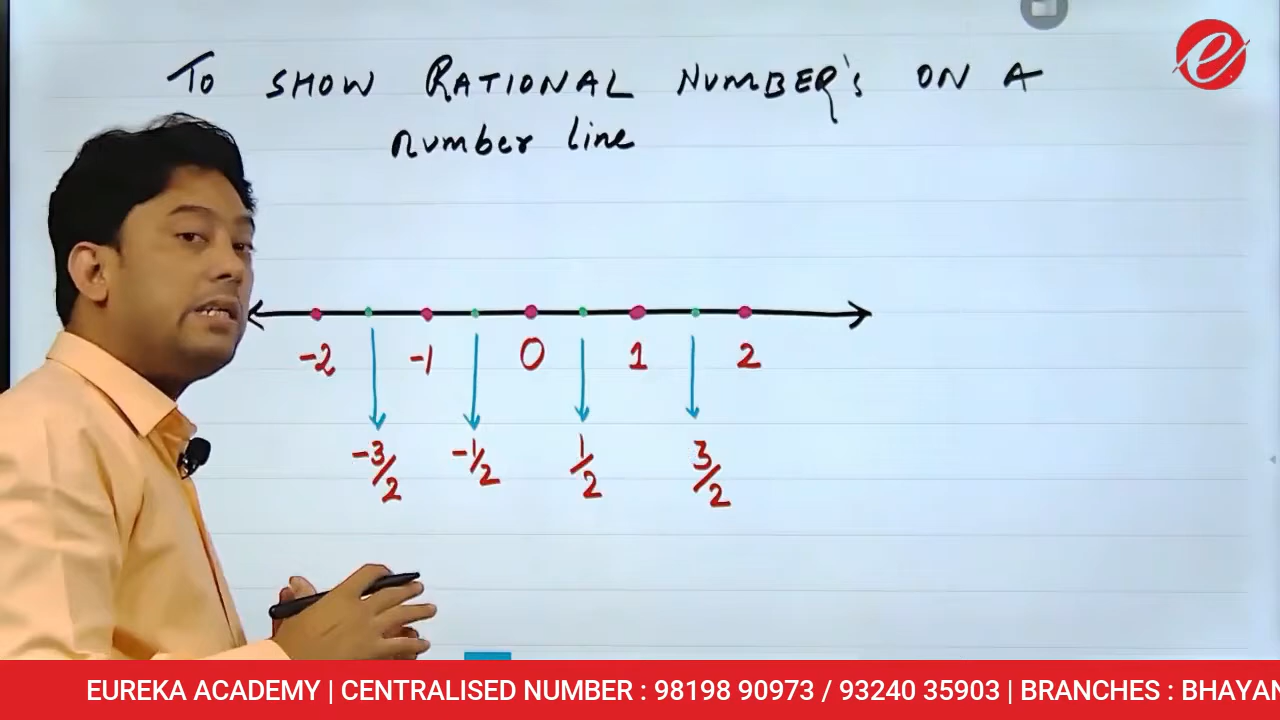 TO SHOW RATIONAL NUMBER'S ON A
number line
-2 -1 0 1 2
-3/2 -1/2 1/2 3/2
EUREKA ACADEMY | CENTRALISED NUMBER : 98198 90973 / 93240 35903 | BRANCHES : BHAYAN